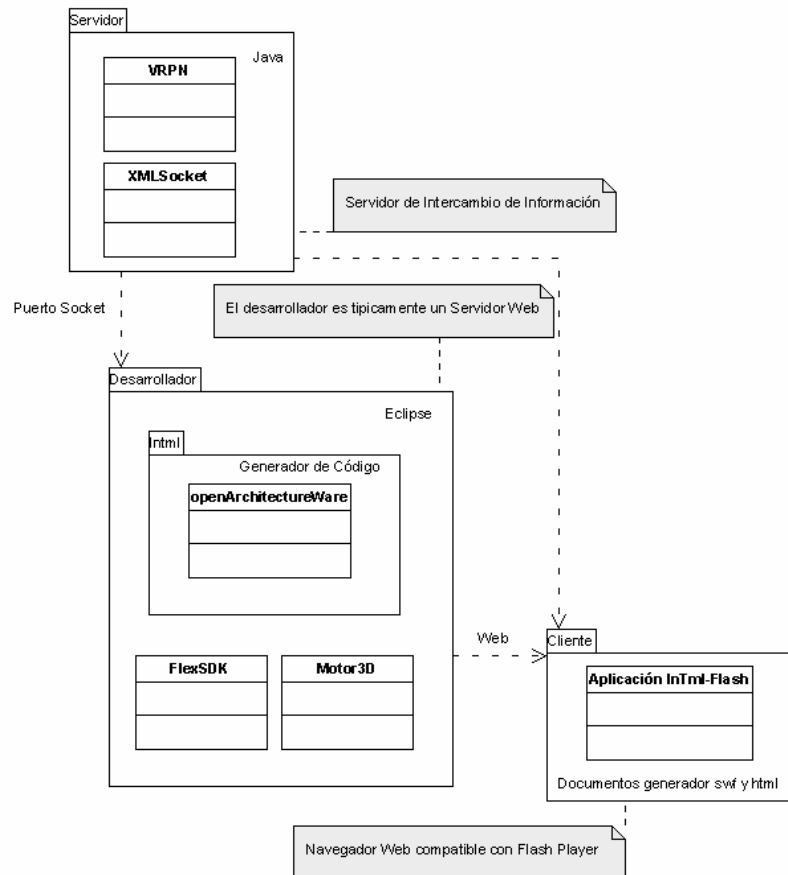 Servidor
Java
VRPN
XMLSocket
Servidor de Intercambio de Información
Puerto Socket
El desarrollador es tipicamente un Servidor Web
Desarrollador
Eclipse
Intml
Generador de Código
openArchitectureWare
FlexSDK
Motor3D
Web
Cliente
Aplicación InTml-Flash
Documentos generador swf y html
Navegador Web compatible con Flash Player